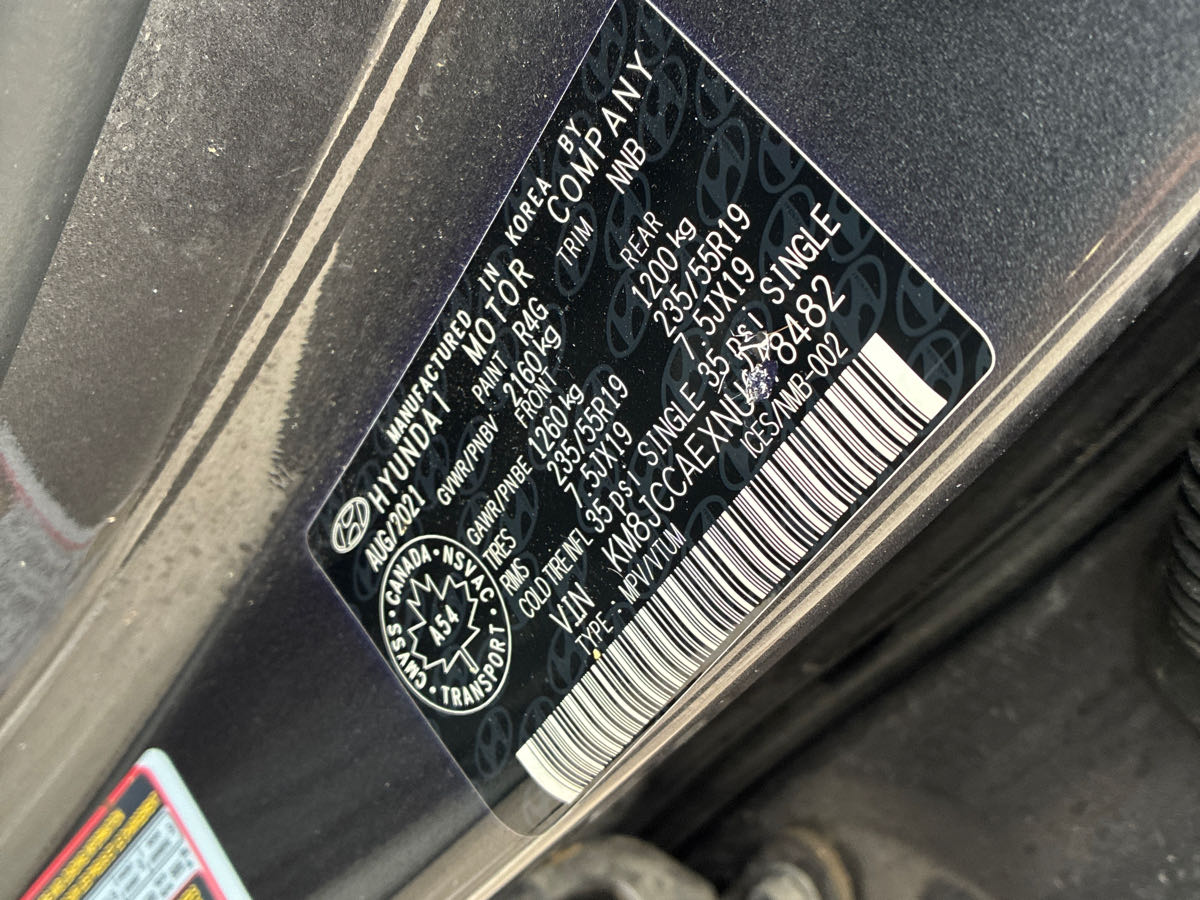 MANUFACTURED IN KOREA BY
HYUNDAI MOTOR COMPANY
AUG/2021 PAINT R4G TRIM NNB
GVWR/PNBV 2160kg
FRONT REAR
GAWR/PNBE 1260kg 1200kg
TIRES 235/55R19 235/55R19
RMS 7.5JX19 7.5JX19
COLD TIRE INFL 35 psi SINGLE 35 psi SINGLE
VIN KM8JCCAEXNU 8482
TYPE : MPV/VTUM ICES/NMB-002
CANADA · NSVAC · TRANSPORT · CMVSS ·
A54